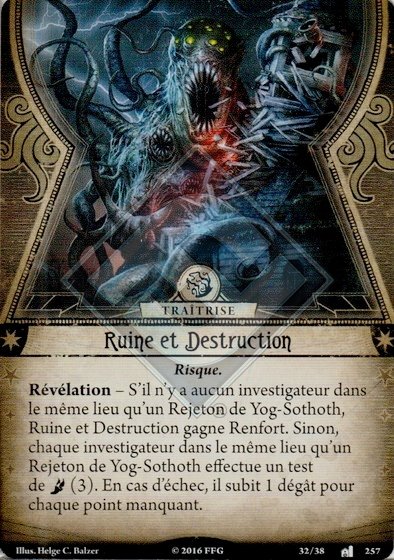 TRAÎTRISE
Ruine et Destruction
Risque.
Révélation – S’il n’y a aucun investigateur dans
le même lieu qu’un Rejeton de Yog-Sothoth,
Ruine et Destruction gagne Renfort. Sinon,
chaque investigateur dans le même lieu qu’un
Rejeton de Yog-Sothoth effectue un test
de (3). En cas d’échec, il subit 1 dégât pour
chaque point manquant.
Illus. Helge C. Balzer © 2016 FFG 32/38 257